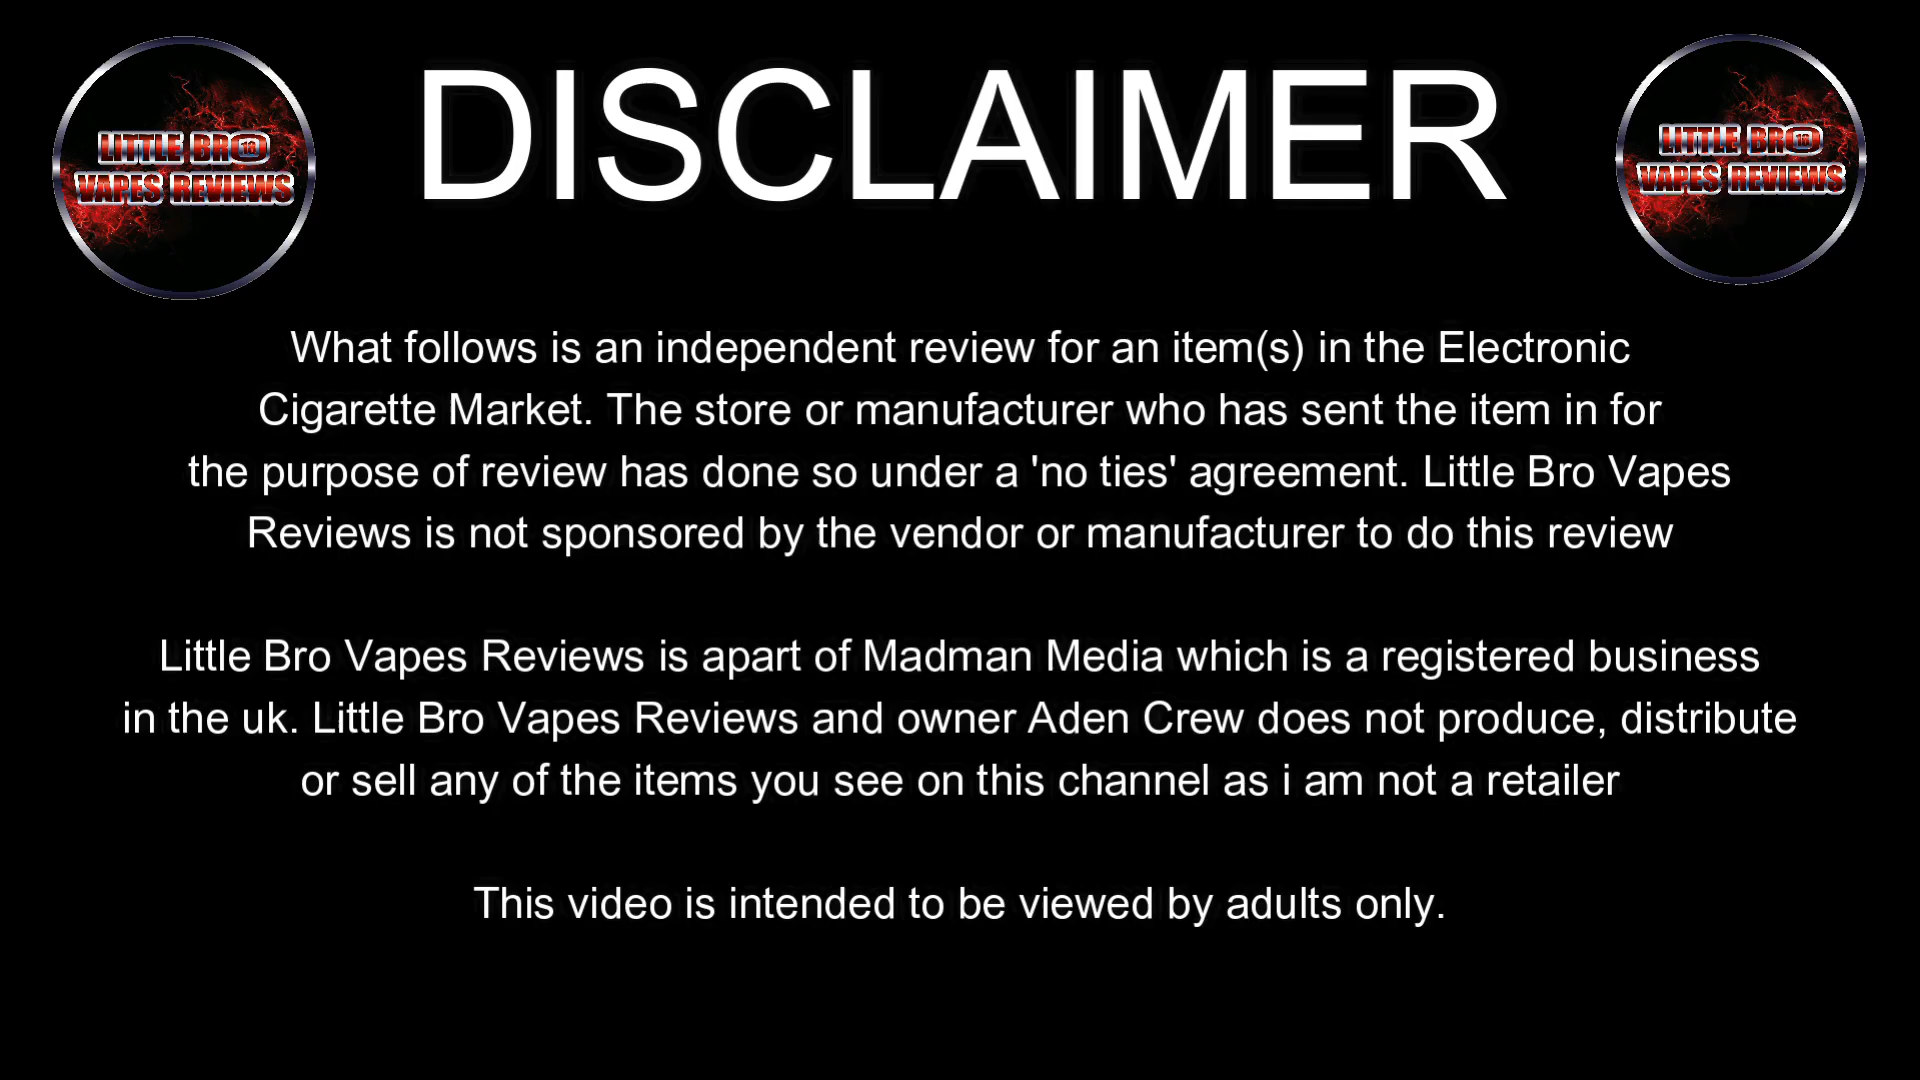 LITTLE BRO
VAPES REVIEWS
DISCLAIMER
LITTLE BRO
VAPES REVIEWS
What follows is an independent review for an item(s) in the Electronic
Cigarette Market. The store or manufacturer who has sent the item in for
the purpose of review has done so under a 'no ties' agreement. Little Bro Vapes
Reviews is not sponsored by the vendor or manufacturer to do this review
Little Bro Vapes Reviews is apart of Madman Media which is a registered business
in the uk. Little Bro Vapes Reviews and owner Aden Crew does not produce, distribute
or sell any of the items you see on this channel as i am not a retailer
This video is intended to be viewed by adults only.